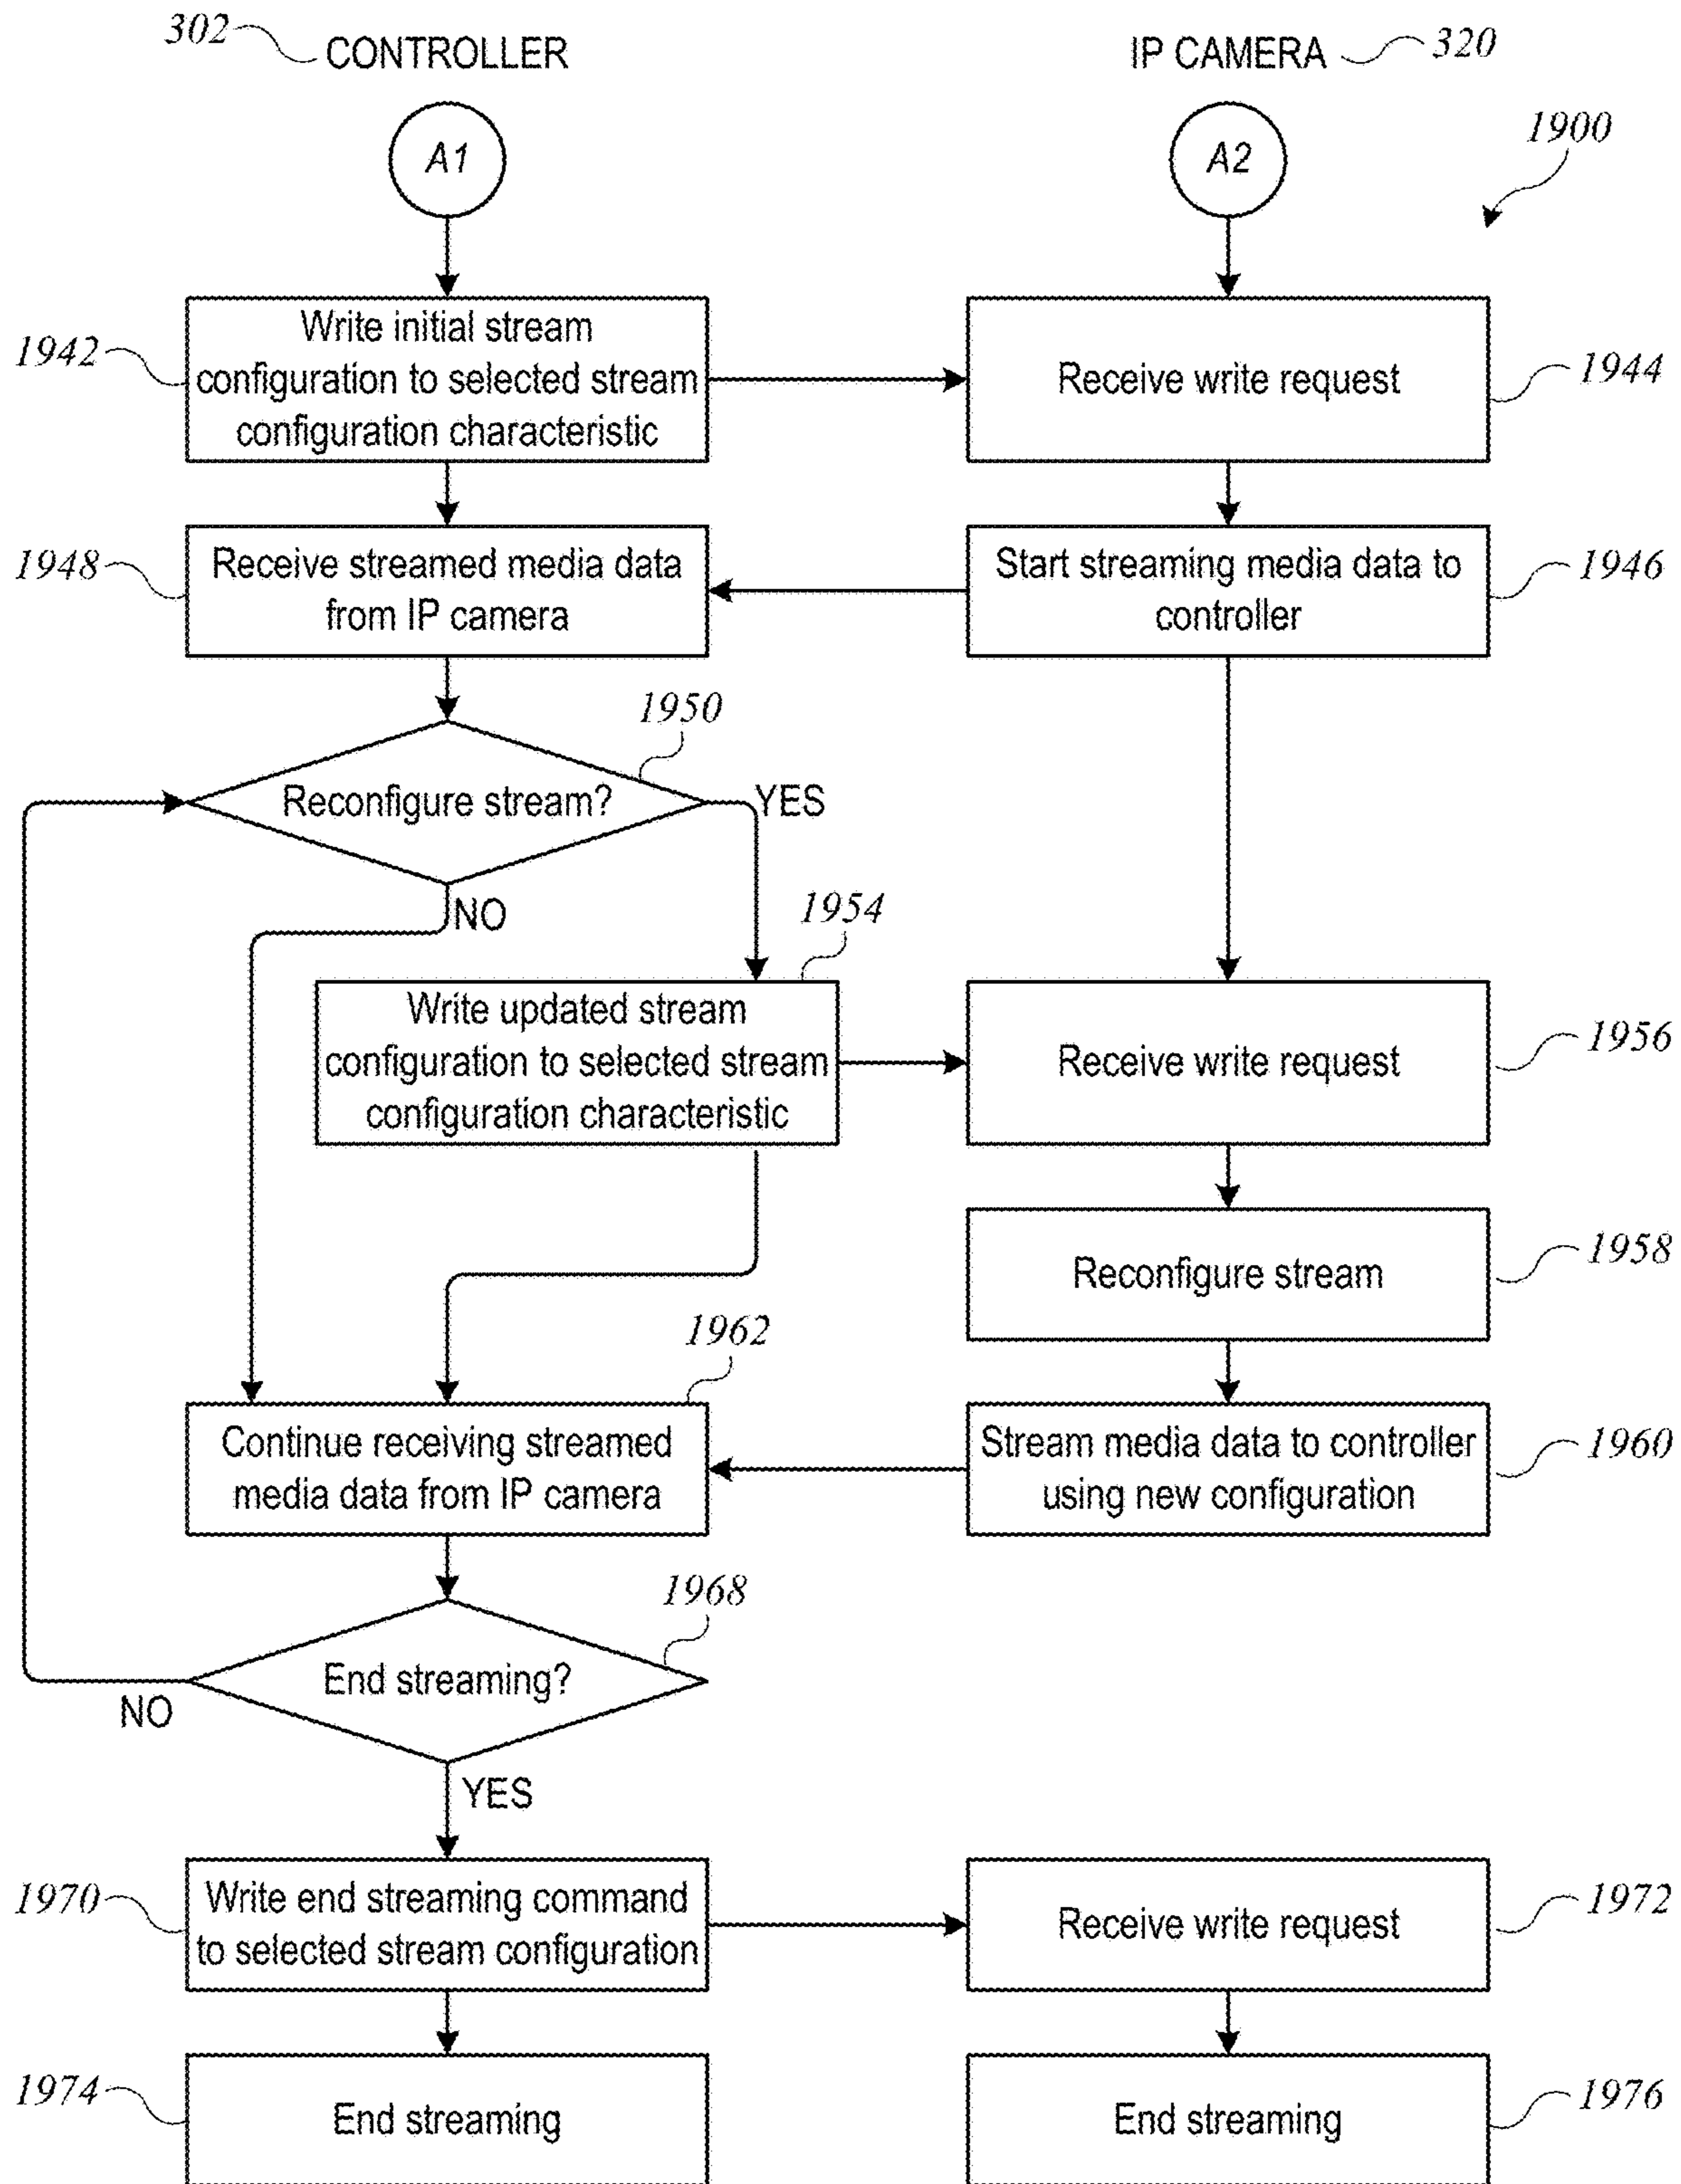 302
CONTROLLER
IP CAMERA
320
A1
A2
1900
1942
Write initial stream
configuration to selected stream
configuration characteristic
Receive write request
1944
1948
Receive streamed media data
from IP camera
Start streaming media data to
controller
1946
1950
Reconfigure stream?
YES
NO
1954
Write updated stream
configuration to selected stream
configuration characteristic
Receive write request
1956
Reconfigure stream
1958
1962
Continue receiving streamed
media data from IP camera
Stream media data to controller
using new configuration
1960
1968
End streaming?
NO
YES
1970
Write end streaming command
to selected stream configuration
Receive write request
1972
1974
End streaming
End streaming
1976